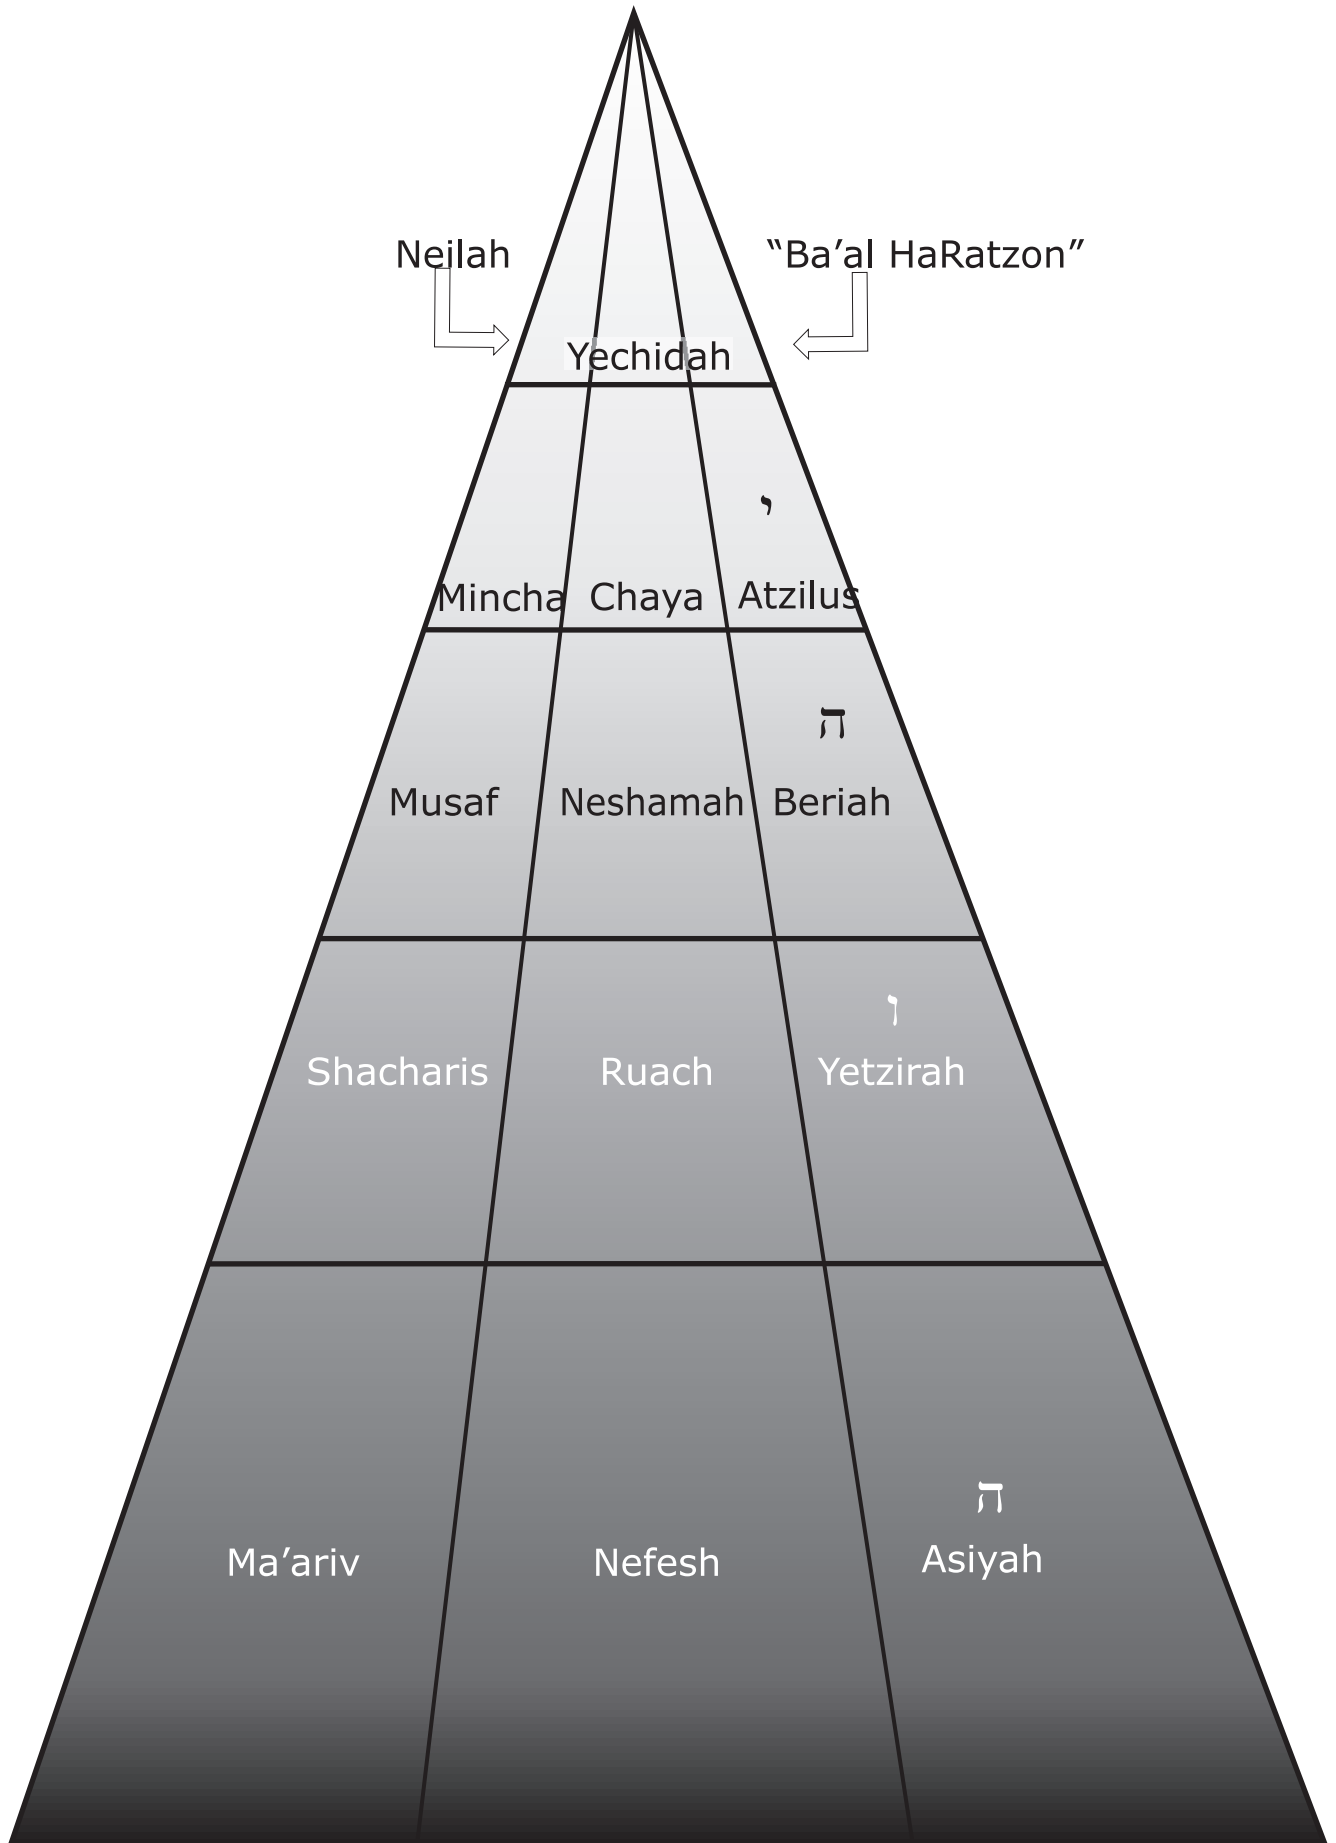 Neilah “Ba’al HaRatzon”
Yechidah
י
Mincha Chaya Atzilus
ה
Musaf Neshamah Beriah
ו
Shacharis Ruach Yetzirah
ה
Ma’ariv Nefesh Asiyah